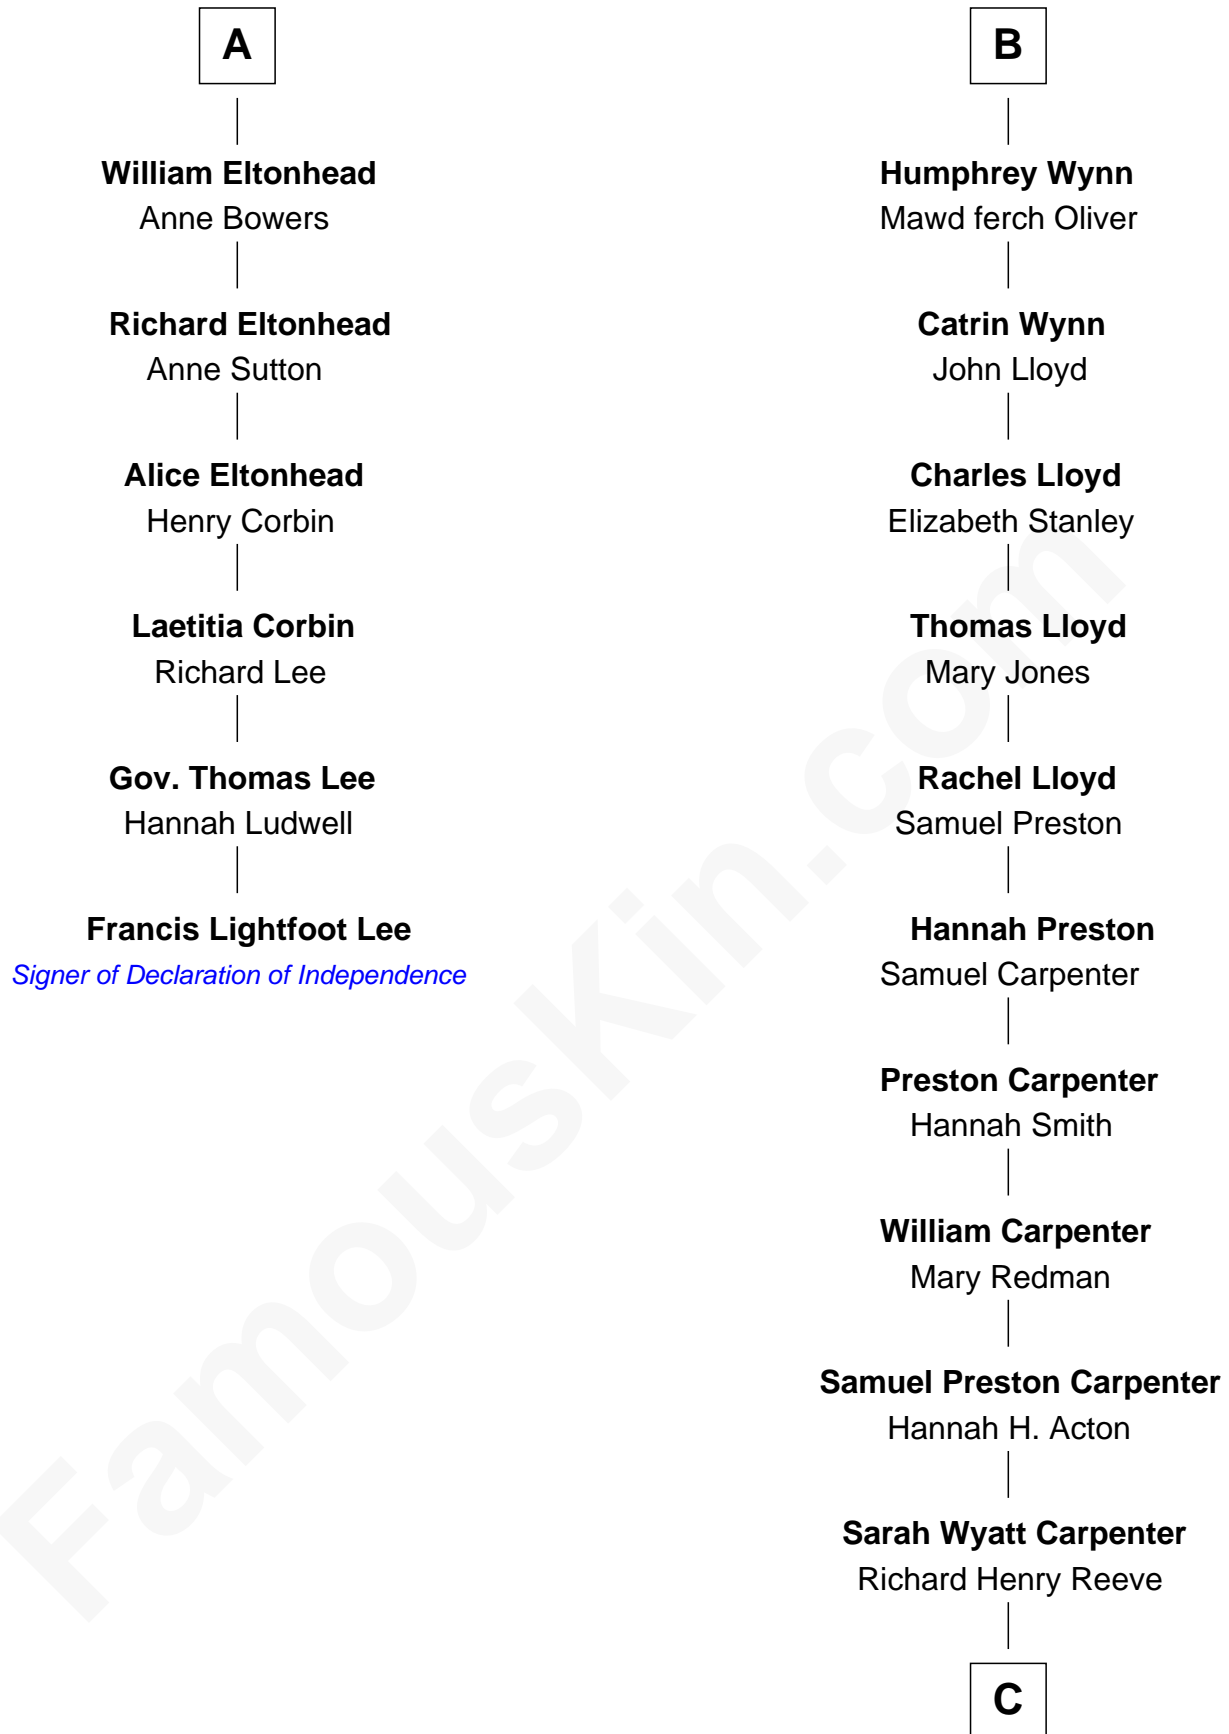 A
William Eltonhead
Anne Bowers
Richard Eltonhead
Anne Sutton
Alice Eltonhead
Henry Corbin
Laetitia Corbin
Richard Lee
Gov. Thomas Lee
Hannah Ludwell
Francis Lightfoot Lee
Signer of Declaration of Independence
B
Humphrey Wynn
Mawd ferch Oliver
Catrin Wynn
John Lloyd
Charles Lloyd
Elizabeth Stanley
Thomas Lloyd
Mary Jones
Rachel Lloyd
Samuel Preston
Hannah Preston
Samuel Carpenter
Preston Carpenter
Hannah Smith
William Carpenter
Mary Redman
Samuel Preston Carpenter
Hannah H. Acton
Sarah Wyatt Carpenter
Richard Henry Reeve
C
FamousKin.com